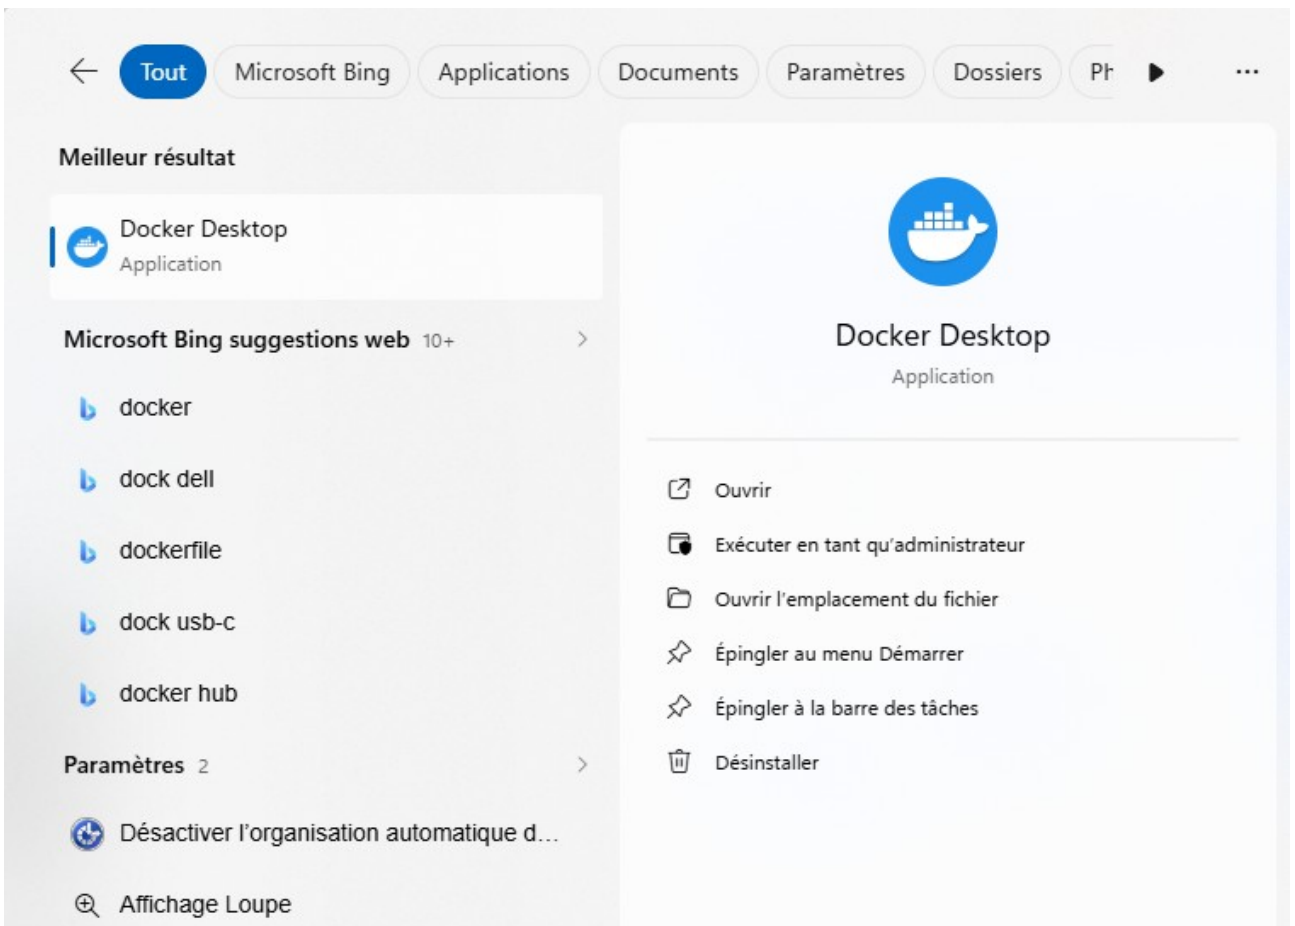 Tout Microsoft Bing Applications Documents Paramètres Dossiers Ph
Meilleur résultat
Docker Desktop
Application
Microsoft Bing suggestions web 10+
docker
dock dell
dockerfile
dock usb-c
docker hub
Paramètres 2
Désactiver l’organisation automatique d...
Affichage Loupe
Docker Desktop
Application
Ouvrir
Exécuter en tant qu'administrateur
Ouvrir l'emplacement du fichier
Épingler au menu Démarrer
Épingler à la barre des tâches
Désinstaller